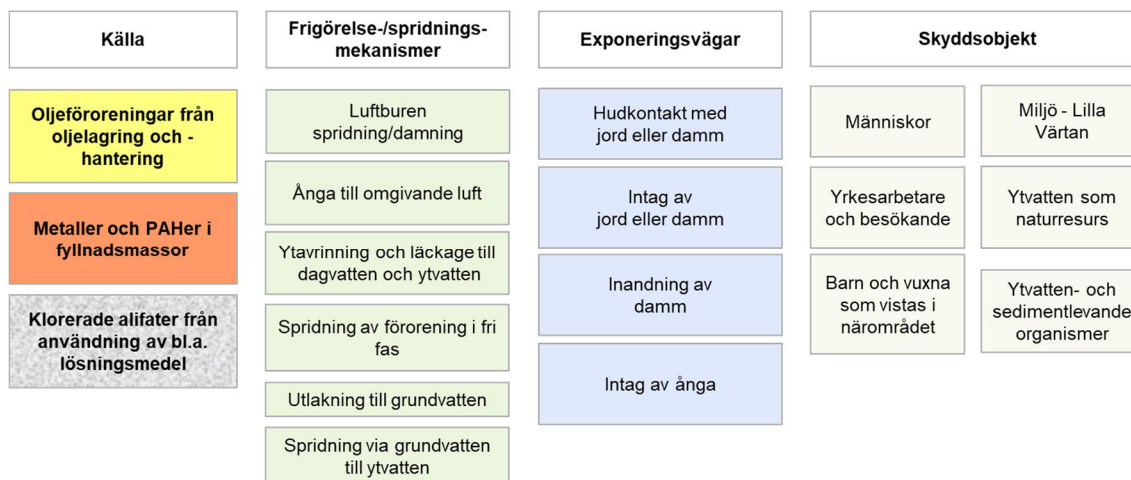 Källa
Frigörelse-/spridnings-
mekanismer
Exponeringsvägar
Skyddsobjekt
Oljeföroreningar från
oljelagring och -
hantering
Metaller och PAHer i
fyllnadsmassor
Klorerade alifater från
användning av bl.a.
lösningsmedel
Luftburen
spridning/damning
Ånga till omgivande luft
Ytavrinning och läckage till
dagvatten och ytvatten
Spridning av förorening i fri
fas
Utlakning till grundvatten
Spridning via grundvatten
till ytvatten
Hudkontakt med
jord eller damm
Intag av
jord eller damm
Inandning av
damm
Intag av ånga
Människor
Yrkesarbetare
och besökande
Barn och vuxna
som vistas i
närområdet
Miljö - Lilla
Värtan
Ytvatten som
naturresurs
Ytvatten- och
sedimentlevande
organismer